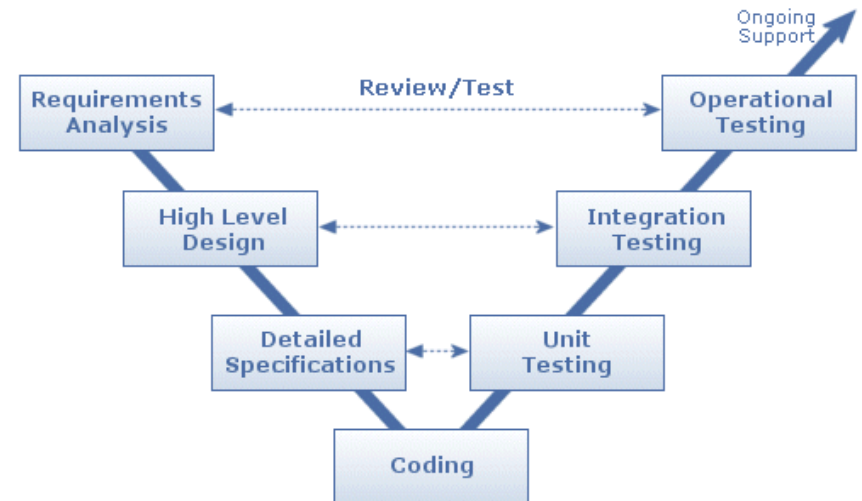 Ongoing
Support
Requirements
Analysis
Review/Test
Operational
Testing
High Level
Design
Integration
Testing
Detailed
Specifications
Unit
Testing
Coding